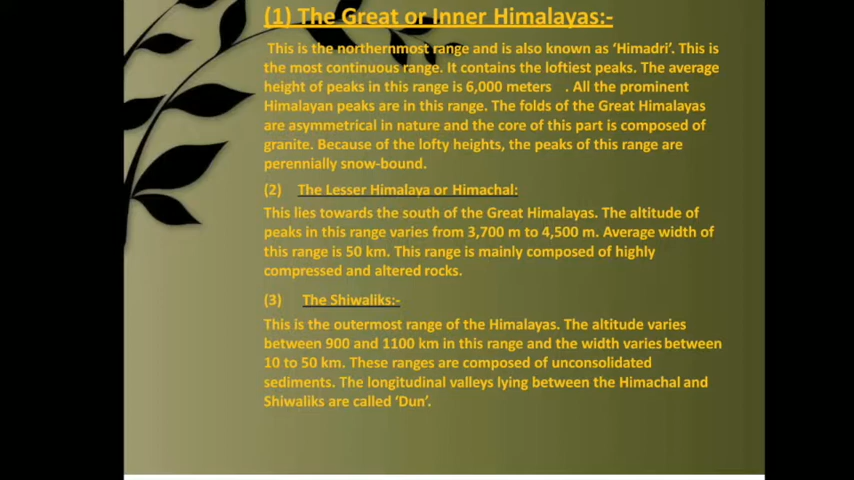 (1) The Great or Inner Himalayas:-
This is the northernmost range and is also known as ‘Himadri’. This is
the most continuous range. It contains the loftiest peaks. The average
height of peaks in this range is 6,000 meters . All the prominent
Himalayan peaks are in this range. The folds of the Great Himalayas
are asymmetrical in nature and the core of this part is composed of
granite. Because of the lofty heights, the peaks of this range are
perennially snow-bound.
(2) The Lesser Himalaya or Himachal:
This lies towards the south of the Great Himalayas. The altitude of
peaks in this range varies from 3,700 m to 4,500 m. Average width of
this range is 50 km. This range is mainly composed of highly
compressed and altered rocks.
(3) The Shiwaliks:-
This is the outermost range of the Himalayas. The altitude varies
between 900 and 1100 km in this range and the width varies between
10 to 50 km. These ranges are composed of unconsolidated
sediments. The longitudinal valleys lying between the Himachal and
Shiwaliks are called ‘Dun’.